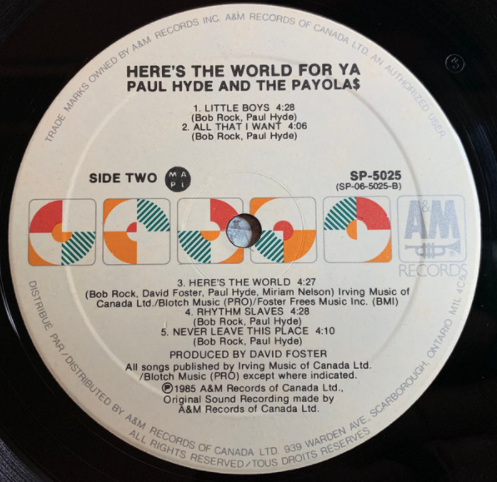 TRADE MARKS OWNED BY A&M RECORDS INC. A&M RECORDS OF CANADA LTD. AN AUTHORIZED USER
HERE'S THE WORLD FOR YA
PAUL HYDE AND THE PAYOLA$
1. LITTLE BOYS 4:28
(Bob Rock, Paul Hyde)
2. ALL THAT I WANT 4:06
(Bob Rock, Paul Hyde)
SIDE TWO
MA
PL
SP-5025
(SP-06-5025-B)
A&M
RECORDS
3. HERE'S THE WORLD 4:27
(Bob Rock, David Foster, Paul Hyde, Miriam Nelson) Irving Music of
Canada Ltd./Blotch Music (PRO)/Foster Frees Music Inc. (BMI)
4. RHYTHM SLAVES 4:28
(Bob Rock, Paul Hyde)
5. NEVER LEAVE THIS PLACE 4:10
(Bob Rock, Paul Hyde)
PRODUCED BY DAVID FOSTER
All songs published by Irving Music of Canada Ltd.
/Blotch Music (PRO) except where indicated.
℗1985 A&M Records of Canada Ltd.,
Original Sound Recording made by
A&M Records of Canada Ltd.
DISTRIBUÉ PAR/DISTRIBUTED BY A&M RECORDS OF CANADA LTD. 939 WARDEN AVE. SCARBOROUGH, ONTARIO M1L 4C5
ALL RIGHTS RESERVED/TOUS DROITS RESERVÉS